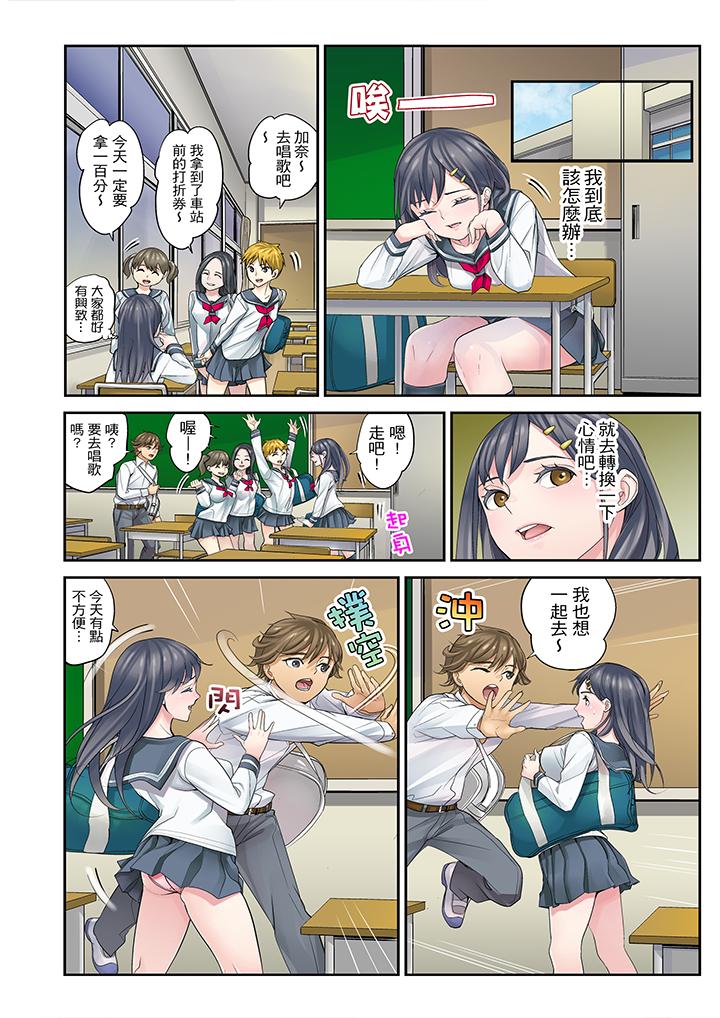 唉——
我到底
該怎麼辦…
加奈～
去唱歌吧
～
我拿到了車站
前的打折券～
今天一定要
拿一百分～
大家都好
有興致…
就去轉換一下
心情吧…
嗯！
走吧！
起身
喔——！
咦？
要去唱歌
嗎？
我也想
一起去～
沖
撲空
閃
今天有點
不方便…